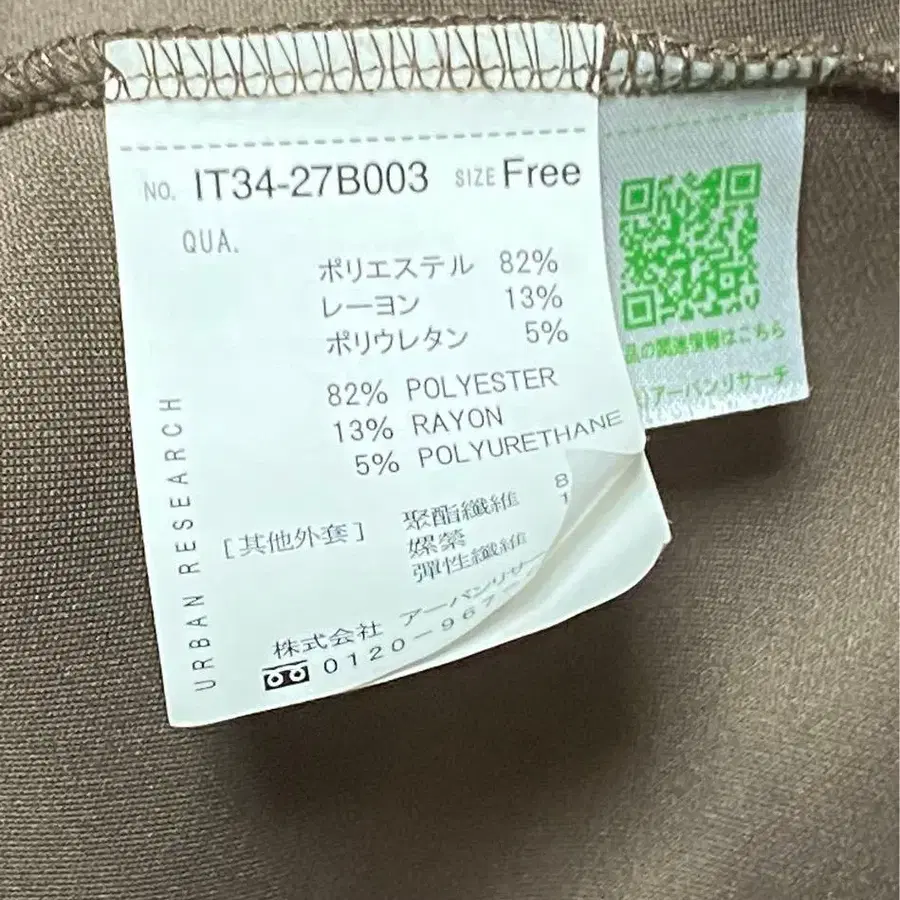 NO. IT34-27B003 SIZE Free
QUA.
ポリエステル 82%
レーヨン 13%
ポリウレタン 5%
82% POLYESTER
13% RAYON
5% POLYURETHANE
[其他外套] 聚酯纖維 8
嫘縈 1
彈性纖維
株式会社 アーバンリサー
0120-967-
URBAN RESEARCH
品の関連情報はこちら
)アーバンリサーチ